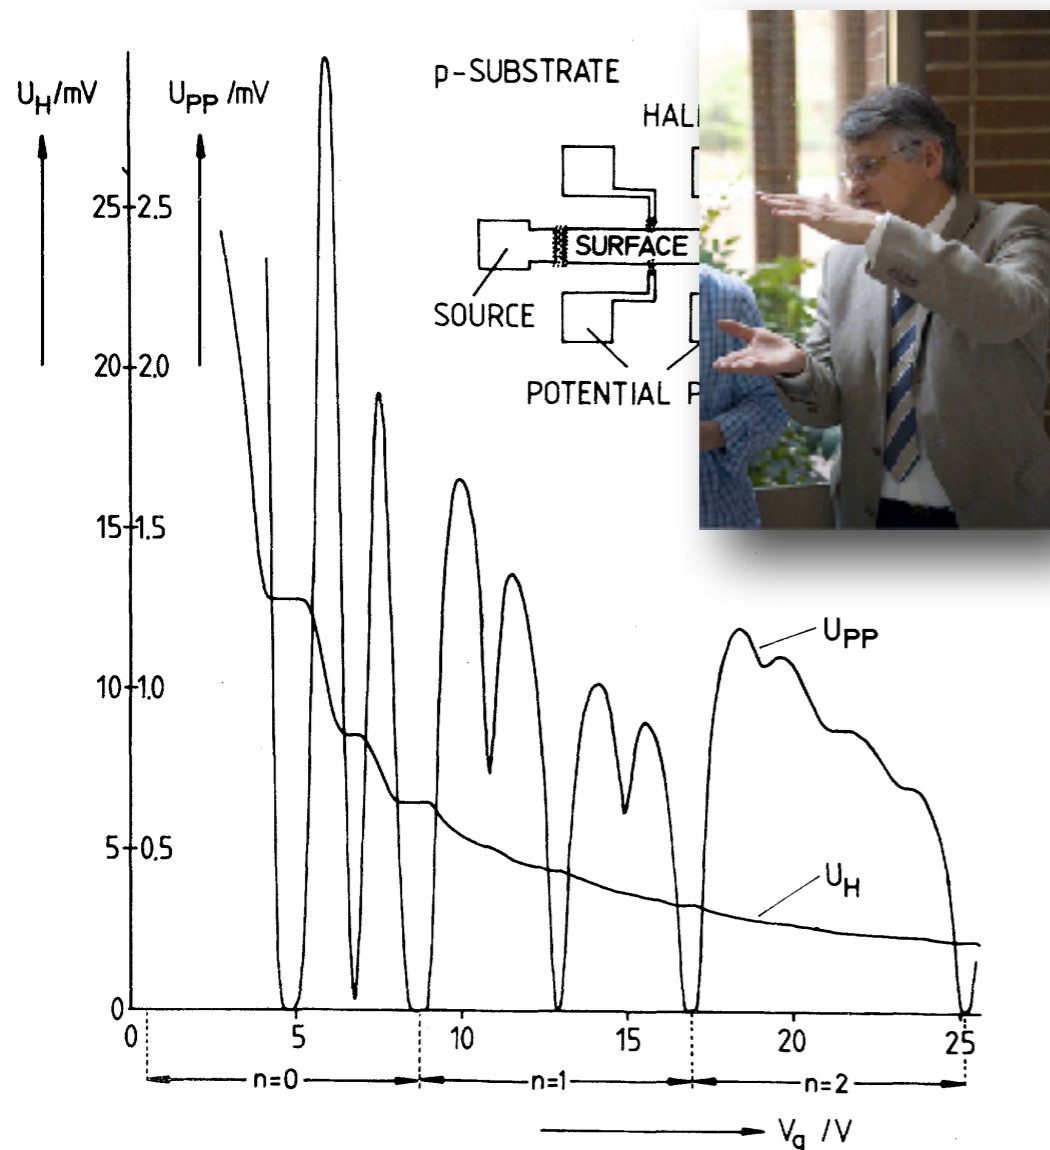 p-SUBSTRATE
U_H/mV
U_PP /mV
HAL
25 2.5
SURFACE
SOURCE
20 2.0
POTENTIAL P
15 1.5
U_PP
10 1.0
5 0.5
U_H
0
0 5 10 15 20 25
n=0 n=1 n=2
V_g /V